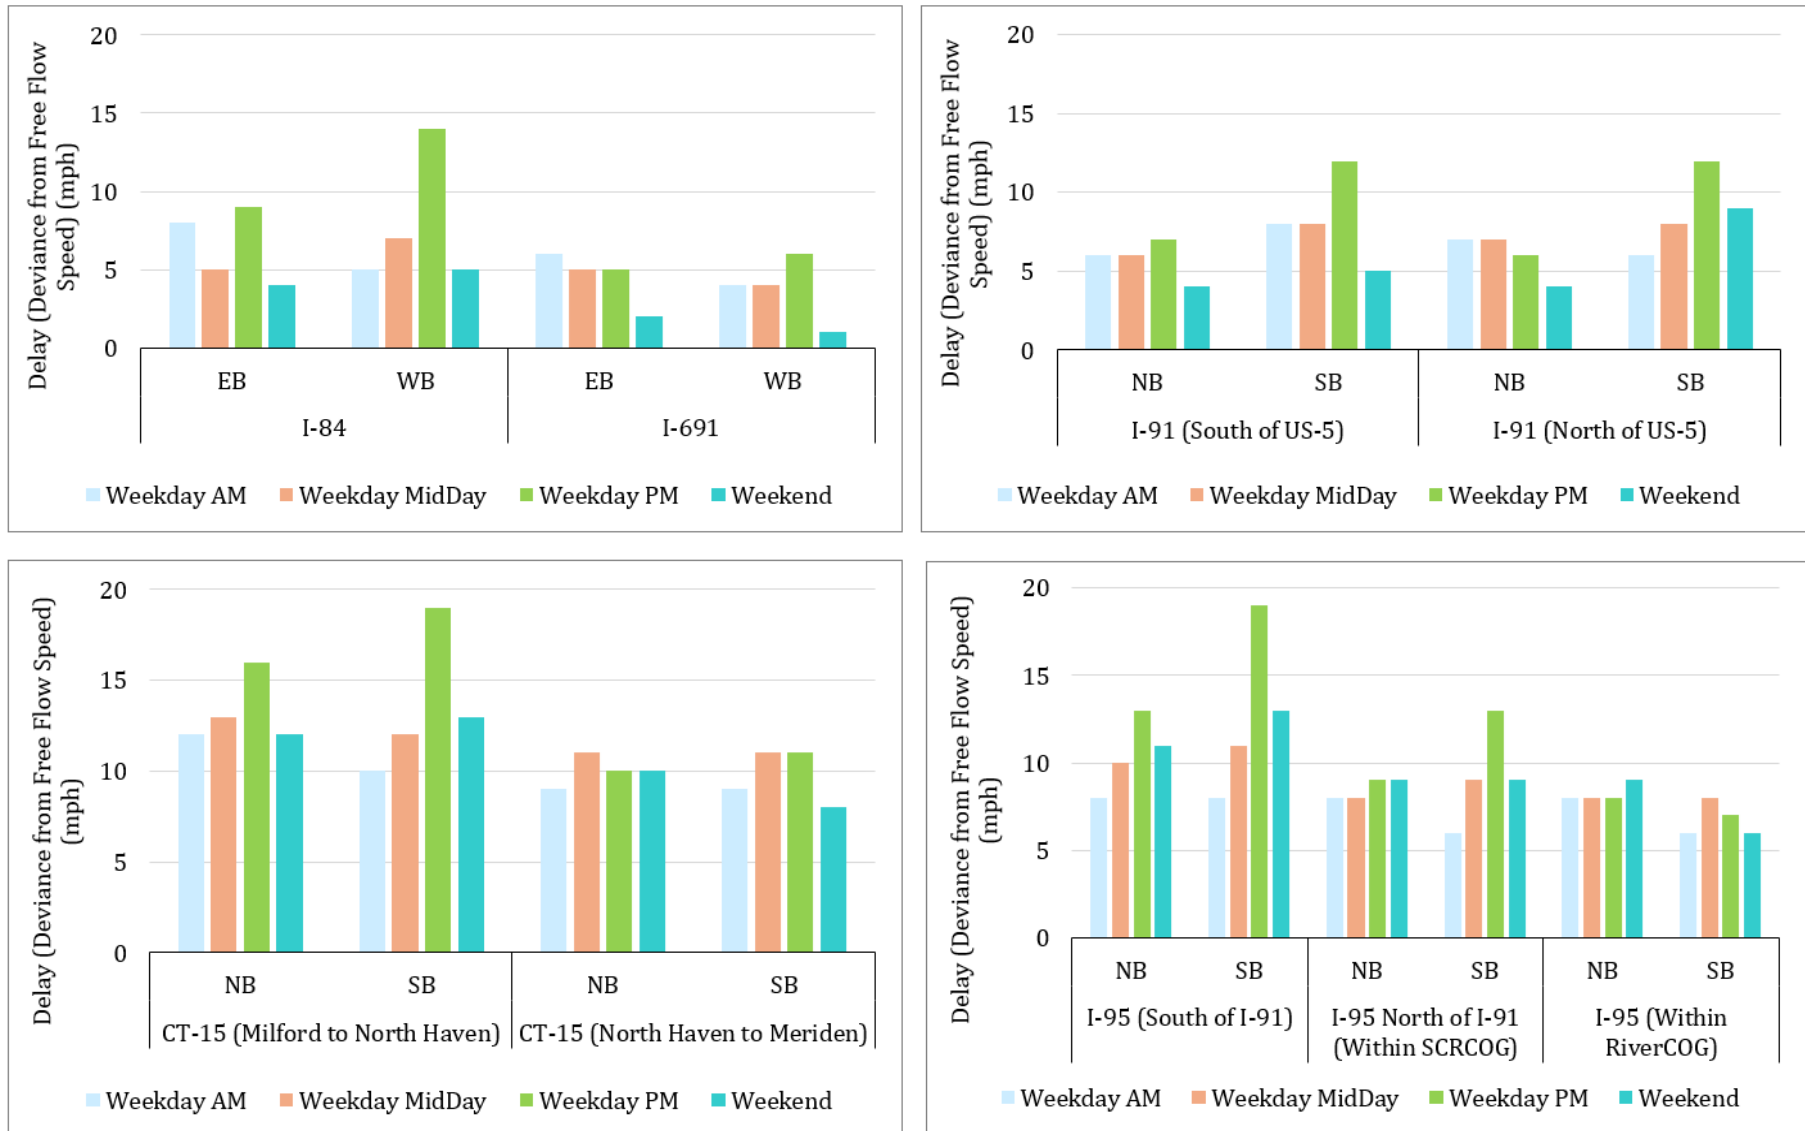 Delay (Deviance from Free Flow
Speed) (mph)
20
15
10
5
0
EB
WB
EB
WB
I-84
I-691
Weekday AM
Weekday MidDay
Weekday PM
Weekend
Delay (Deviance from Free Flow
Speed) (mph)
20
15
10
5
0
NB
SB
NB
SB
I-91 (South of US-5)
I-91 (North of US-5)
Weekday AM
Weekday MidDay
Weekday PM
Weekend
Delay (Deviance from Free Flow Speed)
(mph)
20
15
10
5
0
NB
SB
NB
SB
CT-15 (Milford to North Haven)
CT-15 (North Haven to Meriden)
Weekday AM
Weekday MidDay
Weekday PM
Weekend
Delay (Deviance from Free Flow Speed)
(mph)
20
15
10
5
0
NB
SB
NB
SB
NB
SB
I-95 (South of I-91)
I-95 North of I-91
(Within SCRCOG)
I-95 (Within
RiverCOG)
Weekday AM
Weekday MidDay
Weekday PM
Weekend